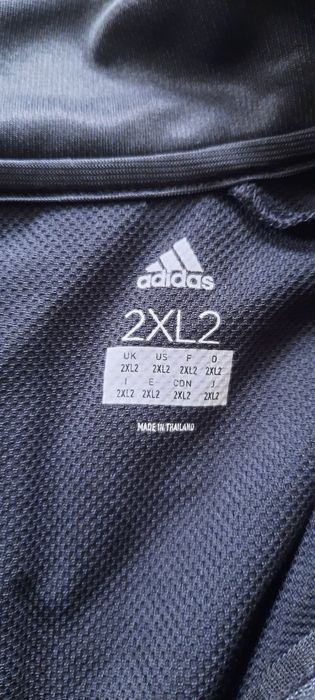 adidas
2XL2
UK US F D
2XL2 2XL2 2XL2 2XL2
I E CDN J
2XL2 2XL2 2XL2 2XL2
MADE IN THAILAND